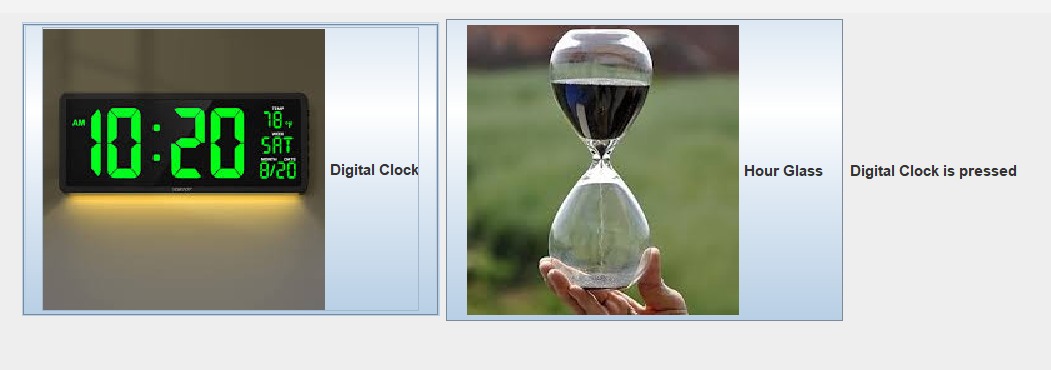 AM 10:20
TEMP
78 °F
WEEK
SAT
MONTH DATE
8/20
Digital Clock
Hour Glass
Digital Clock is pressed